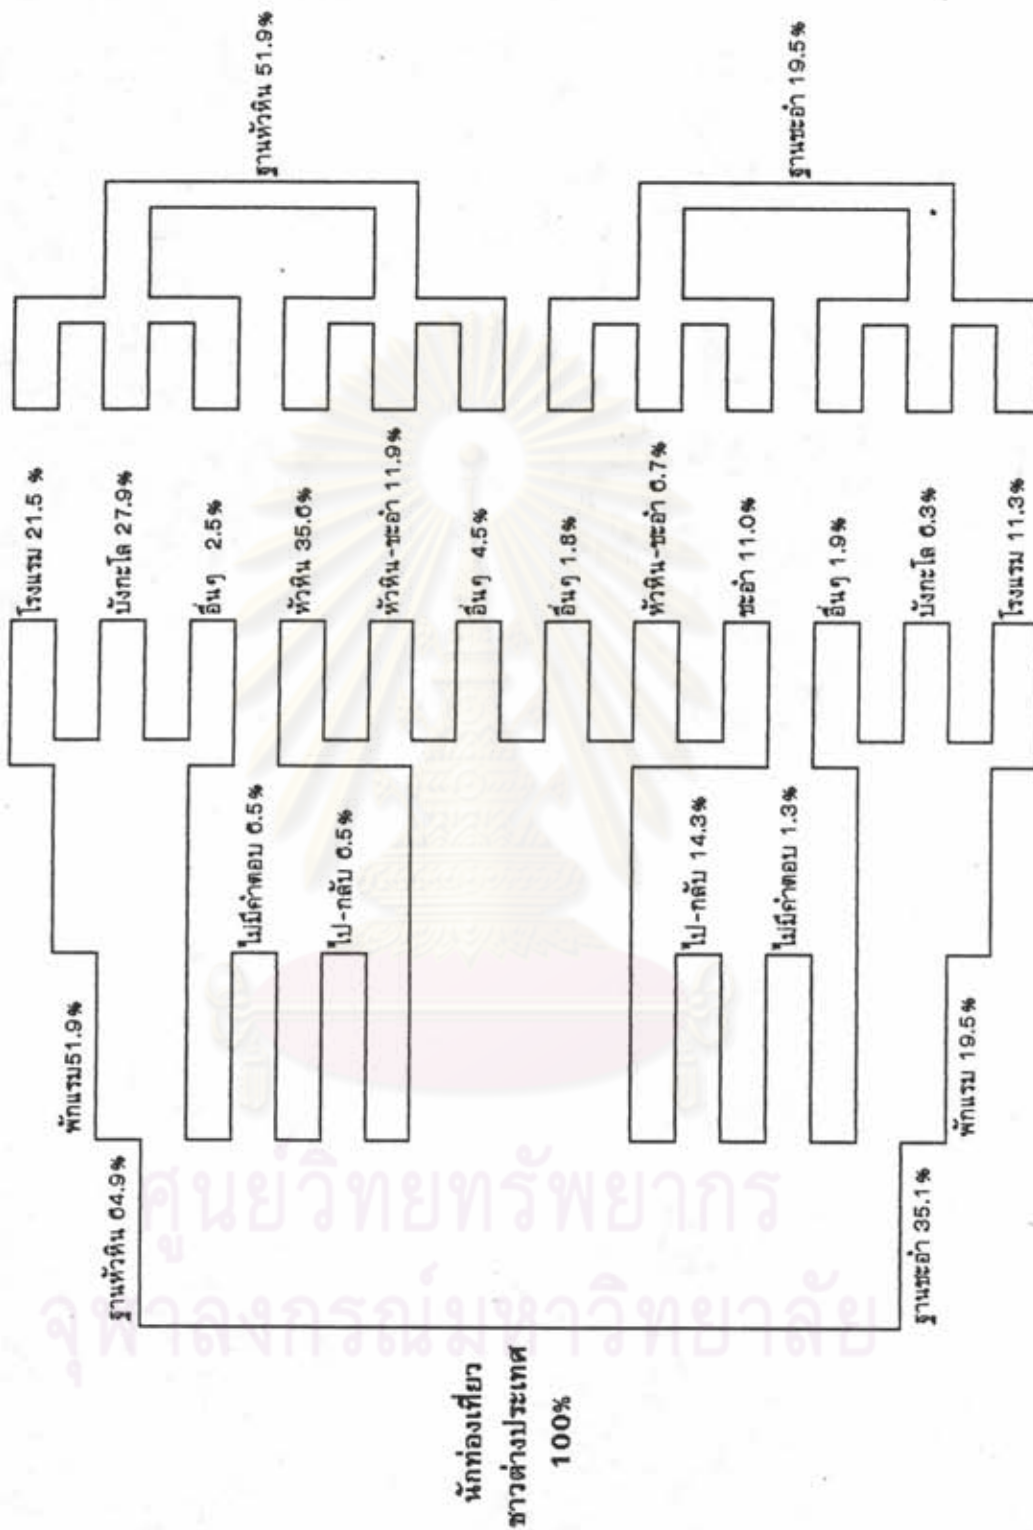 นักท่องเที่ยว
ชาวต่างประเทศ
100%
ฐานหัวหิน 64.9%
ฐานชะอำ 35.1%
พักแรม51.9%
พักแรม 19.5%
ไม่มีคำตอบ 6.5%
ไป-กลับ 6.5%
ไป-กลับ 14.3%
ไม่มีคำตอบ 1.3%
โรงแรม 21.5 %
บังกะโล 27.9%
อื่นๆ 2.5%
หัวหิน 35.6%
หัวหิน-ชะอำ 11.9%
อื่นๆ 4.5%
อื่นๆ 1.8%
หัวหิน-ชะอำ 6.7%
ชะอำ 11.0%
อื่นๆ 1.9%
บังกะโล 6.3%
โรงแรม 11.3%
ฐานหัวหิน 51.9%
ฐานชะอำ 19.5%
ศูนย์วิทยทรัพยากร
จุฬาลงกรณ์มหาวิทยาลัย